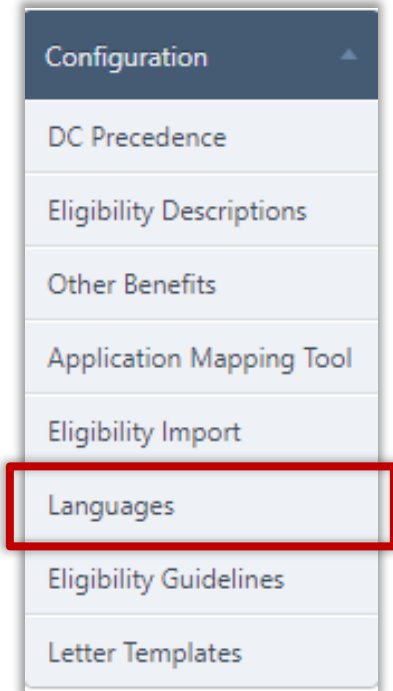 Configuration
DC Precedence
Eligibility Descriptions
Other Benefits
Application Mapping Tool
Eligibility Import
Languages
Eligibility Guidelines
Letter Templates